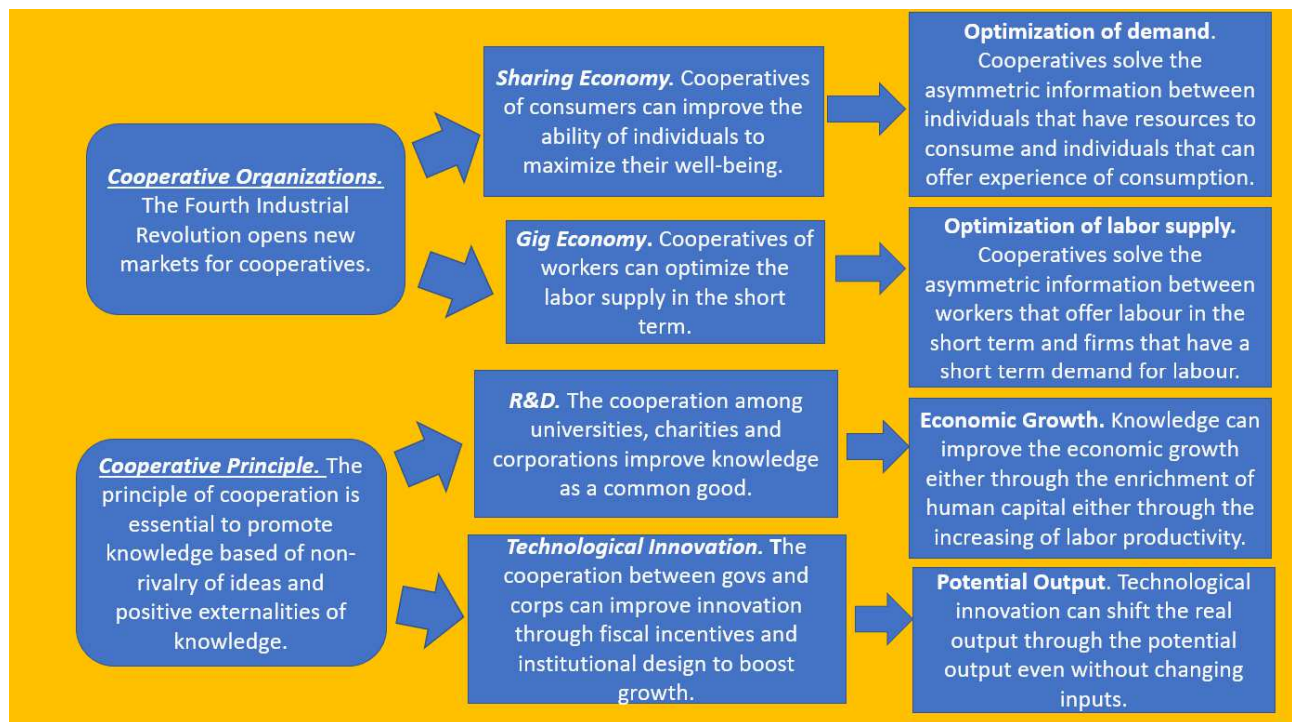 Cooperative Organizations.
The Fourth Industrial
Revolution opens new
markets for cooperatives.
Sharing Economy. Cooperatives
of consumers can improve the
ability of individuals to
maximize their well-being.
Optimization of demand.
Cooperatives solve the
asymmetric information between
individuals that have resources to
consume and individuals that can
offer experience of consumption.
Gig Economy. Cooperatives of
workers can optimize the
labor supply in the short
term.
Optimization of labor supply.
Cooperatives solve the
asymmetric information between
workers that offer labour in the
short term and firms that have a
short term demand for labour.
Cooperative Principle. The
principle of cooperation is
essential to promote
knowledge based of non-
rivalry of ideas and
positive externalities of
knowledge.
R&D. The cooperation among
universities, charities and
corporations improve knowledge
as a common good.
Economic Growth. Knowledge can
improve the economic growth
either through the enrichment of
human capital either through the
increasing of labor productivity.
Technological Innovation. The
cooperation between govs and
corps can improve innovation
through fiscal incentives and
institutional design to boost
growth.
Potential Output. Technological
innovation can shift the real
output through the potential
output even without changing
inputs.